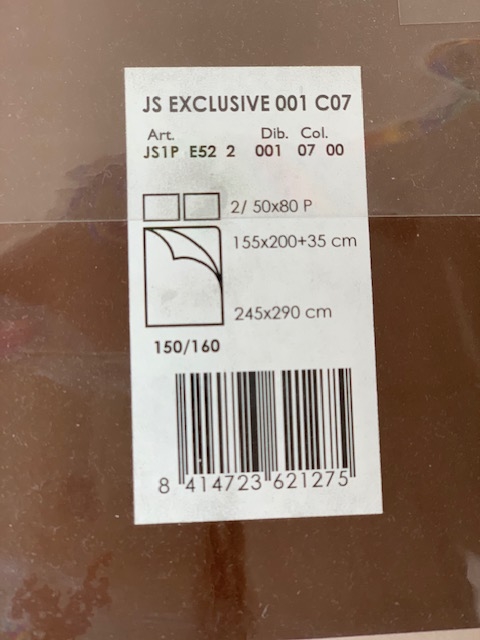 JS EXCLUSIVE 001 C07
Art. Dib. Col.
JS1P E52 2 001 07 00
2/ 50x80 P
155x200+35 cm
245x290 cm
150/160
8 414723 621275